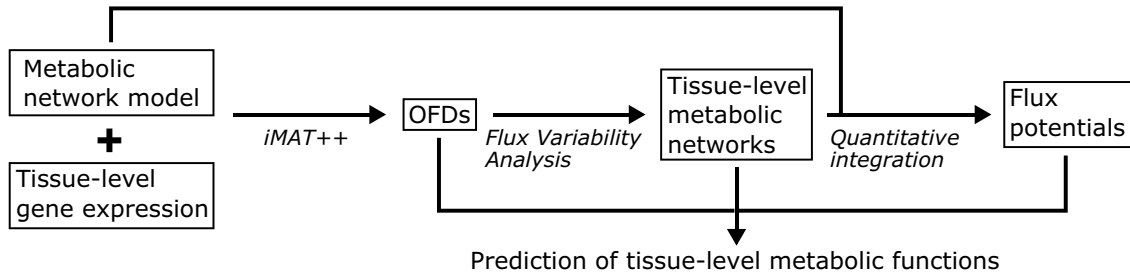 Metabolic
network model
+
Tissue-level
gene expression
iMAT++
OFDs
Flux Variability
Analysis
Tissue-level
metabolic
networks
Quantitative
integration
Flux
potentials
Prediction of tissue-level metabolic functions